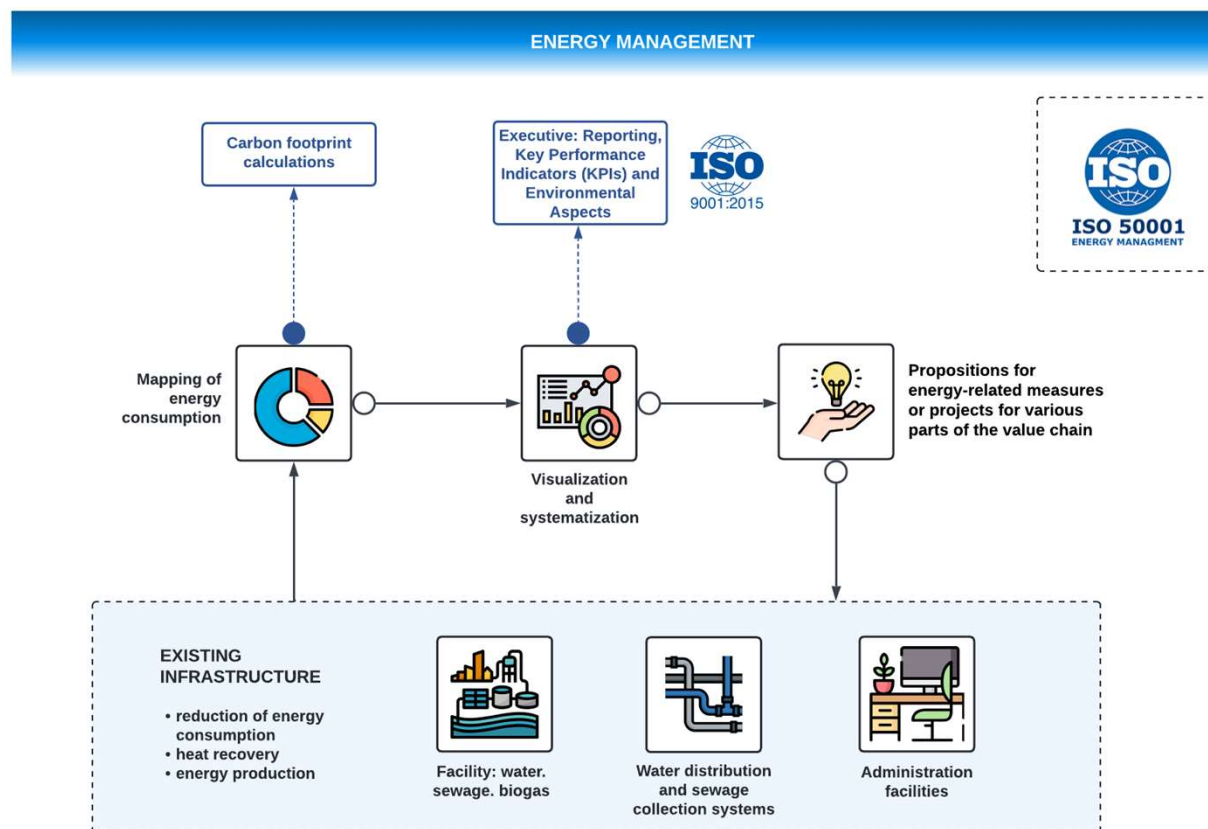 ENERGY MANAGEMENT
Carbon footprint
calculations
Executive: Reporting,
Key Performance
Indicators (KPIs) and
Environmental
Aspects
ISO
9001:2015
ISO
ISO 50001
ENERGY MANAGMENT
Mapping of
energy
consumption
Visualization
and
systematization
Propositions for
energy-related measures
or projects for various
parts of the value chain
EXISTING
INFRASTRUCTURE
• reduction of energy
consumption
• heat recovery
• energy production
Facility: water.
sewage. biogas
Water distribution
and sewage
collection systems
Administration
facilities